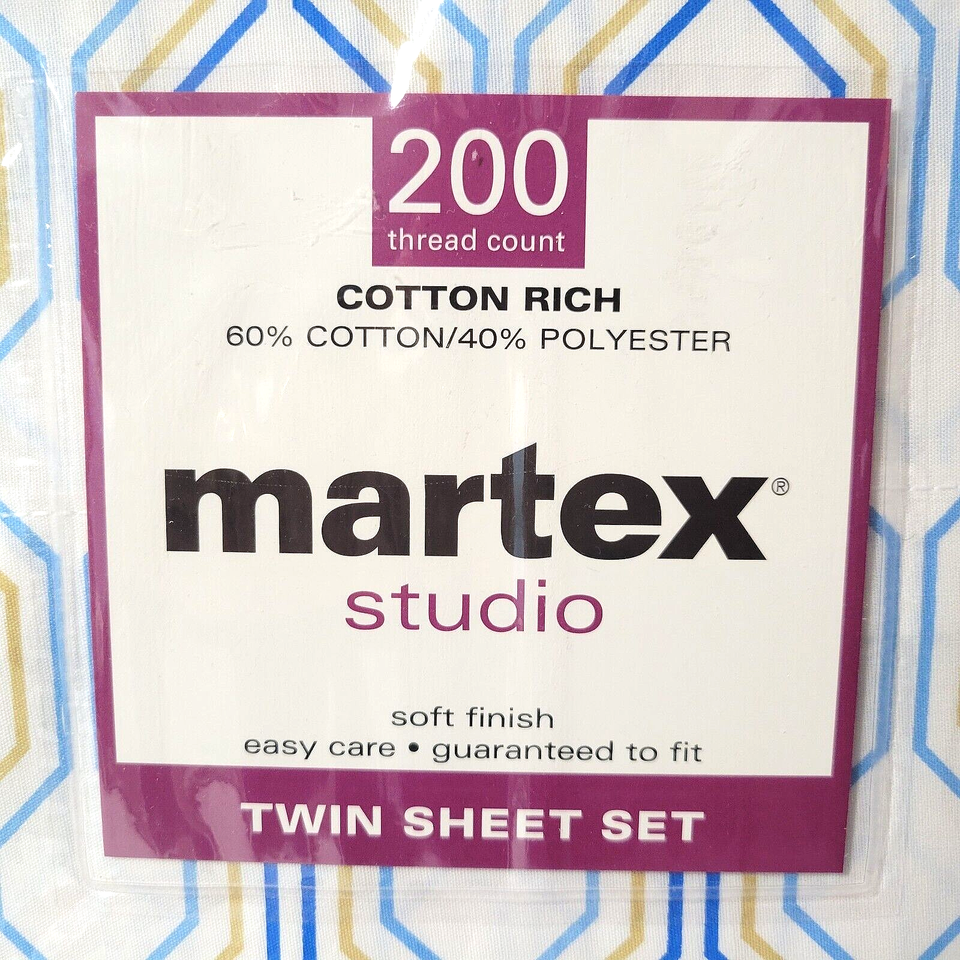 200
thread count
COTTON RICH
60% COTTON/40% POLYESTER
martex®
studio
soft finish
easy care • guaranteed to fit
TWIN SHEET SET